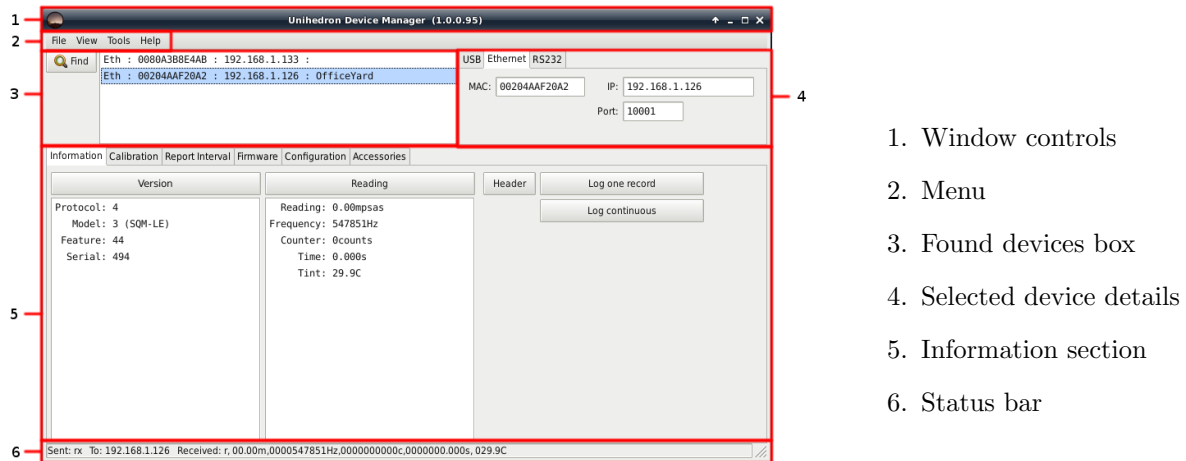 1
Unihedron Device Manager (1.0.0.95)
2
File View Tools Help
Find
Eth : 0080A3B8E4AB : 192.168.1.133 :
Eth : 00204AAF20A2 : 192.168.1.126 : OfficeYard
3
USB Ethernet RS232
MAC: 00204AAF20A2 IP: 192.168.1.126
Port: 10001
4
Information Calibration Report Interval Firmware Configuration Accessories
Version
Protocol: 4
Model: 3 (SQM-LE)
Feature: 44
Serial: 494
Reading
Reading: 0.00mpsas
Frequency: 547851Hz
Counter: 0counts
Time: 0.000s
Tint: 29.9C
Header
Log one record
Log continuous
5
6
Sent: rx To: 192.168.1.126 Received: r, 00.00m,0000547851Hz,0000000000c,0000000.000s, 029.9C
1. Window controls
2. Menu
3. Found devices box
4. Selected device details
5. Information section
6. Status bar